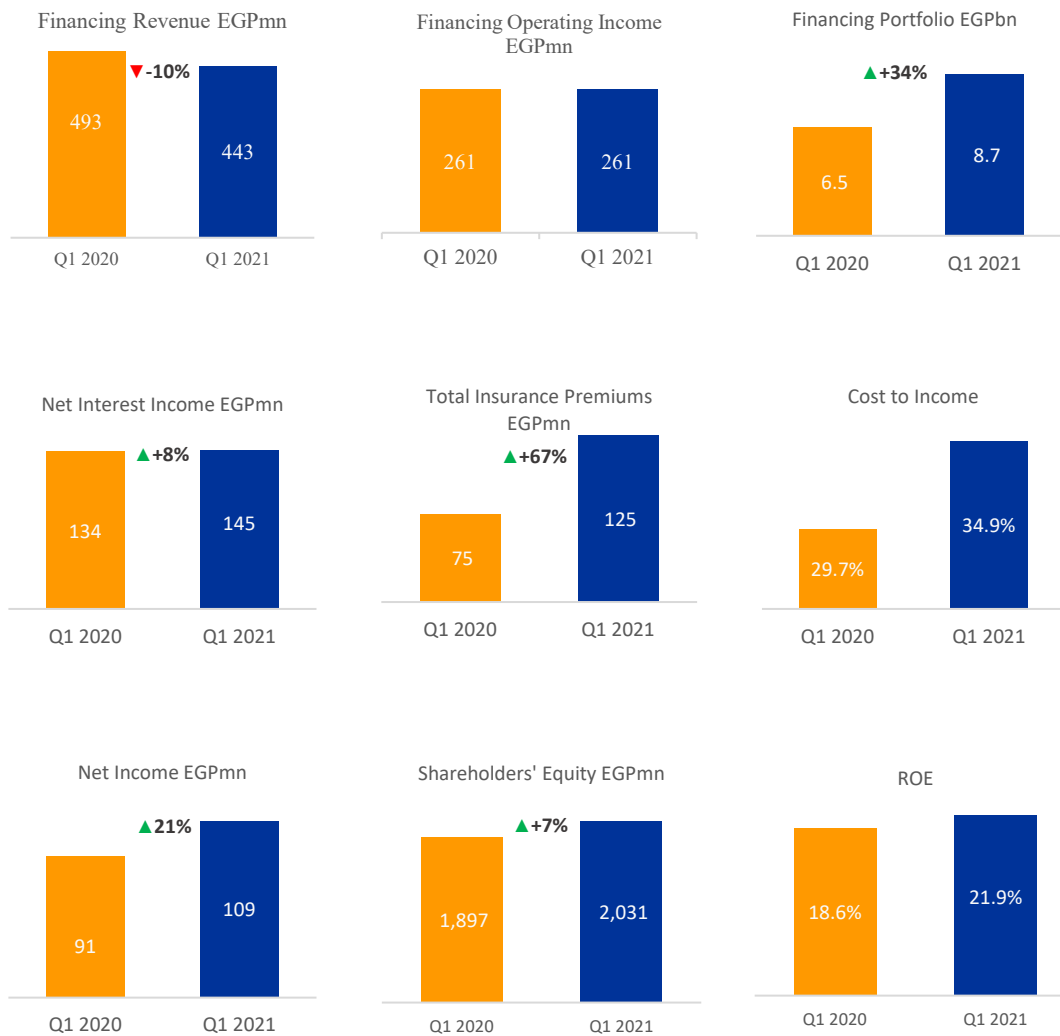 Financing Revenue EGPmn
▼-10%
493
443
Q1 2020
Q1 2021
Financing Operating Income
EGPmn
261
261
Q1 2020
Q1 2021
Financing Portfolio EGPbn
▲+34%
6.5
8.7
Q1 2020
Q1 2021
Net Interest Income EGPmn
▲+8%
134
145
Q1 2020
Q1 2021
Total Insurance Premiums
EGPmn
▲+67%
75
125
Q1 2020
Q1 2021
Cost to Income
29.7%
34.9%
Q1 2020
Q1 2021
Net Income EGPmn
▲21%
91
109
Q1 2020
Q1 2021
Shareholders' Equity EGPmn
▲+7%
1,897
2,031
Q1 2020
Q1 2021
ROE
18.6%
21.9%
Q1 2020
Q1 2021